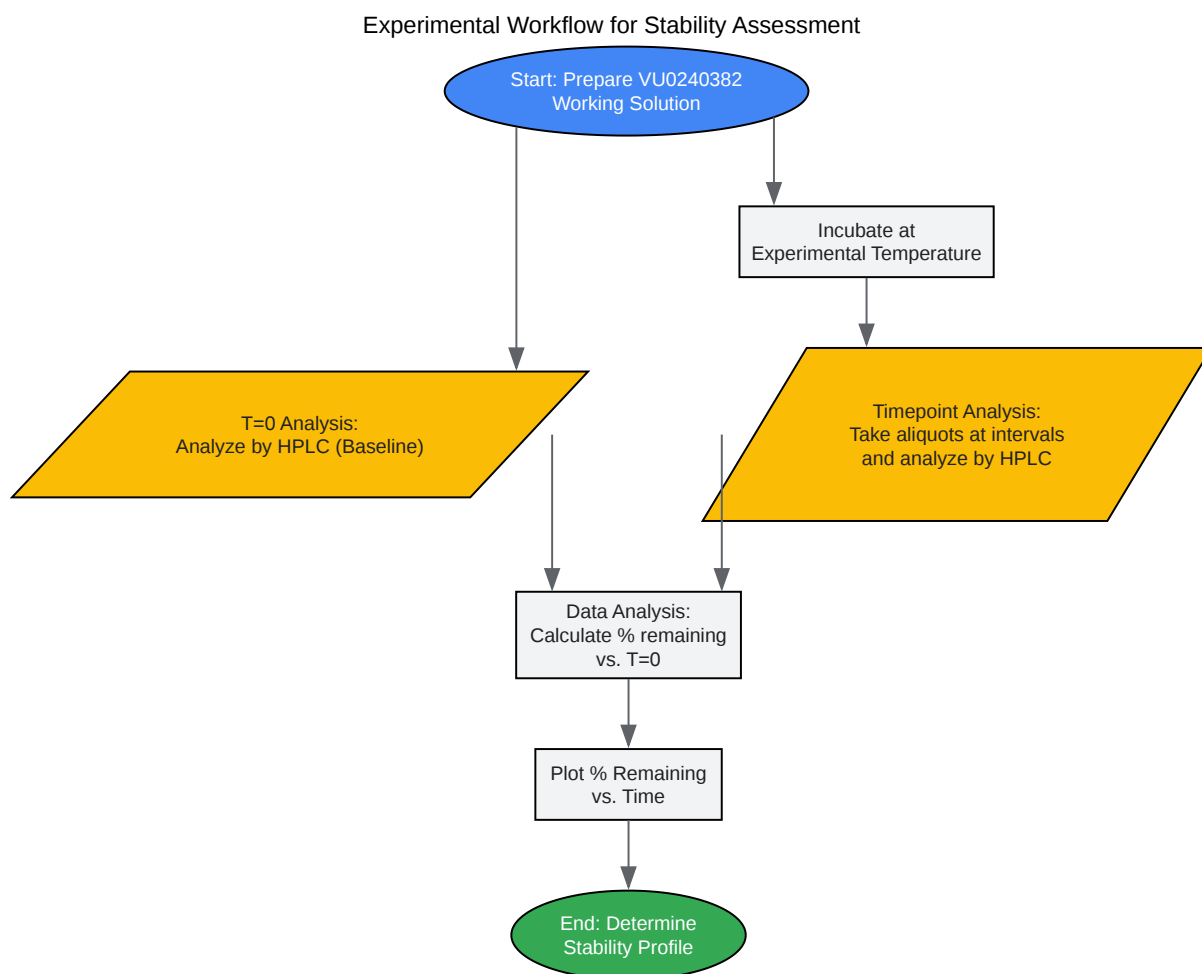 Experimental Workflow for Stability Assessment
Start: Prepare VU0240382
Working Solution
Incubate at
Experimental Temperature
T=0 Analysis:
Analyze by HPLC (Baseline)
Timepoint Analysis:
Take aliquots at intervals
and analyze by HPLC
Data Analysis:
Calculate % remaining
vs. T=0
Plot % Remaining
vs. Time
End: Determine
Stability Profile